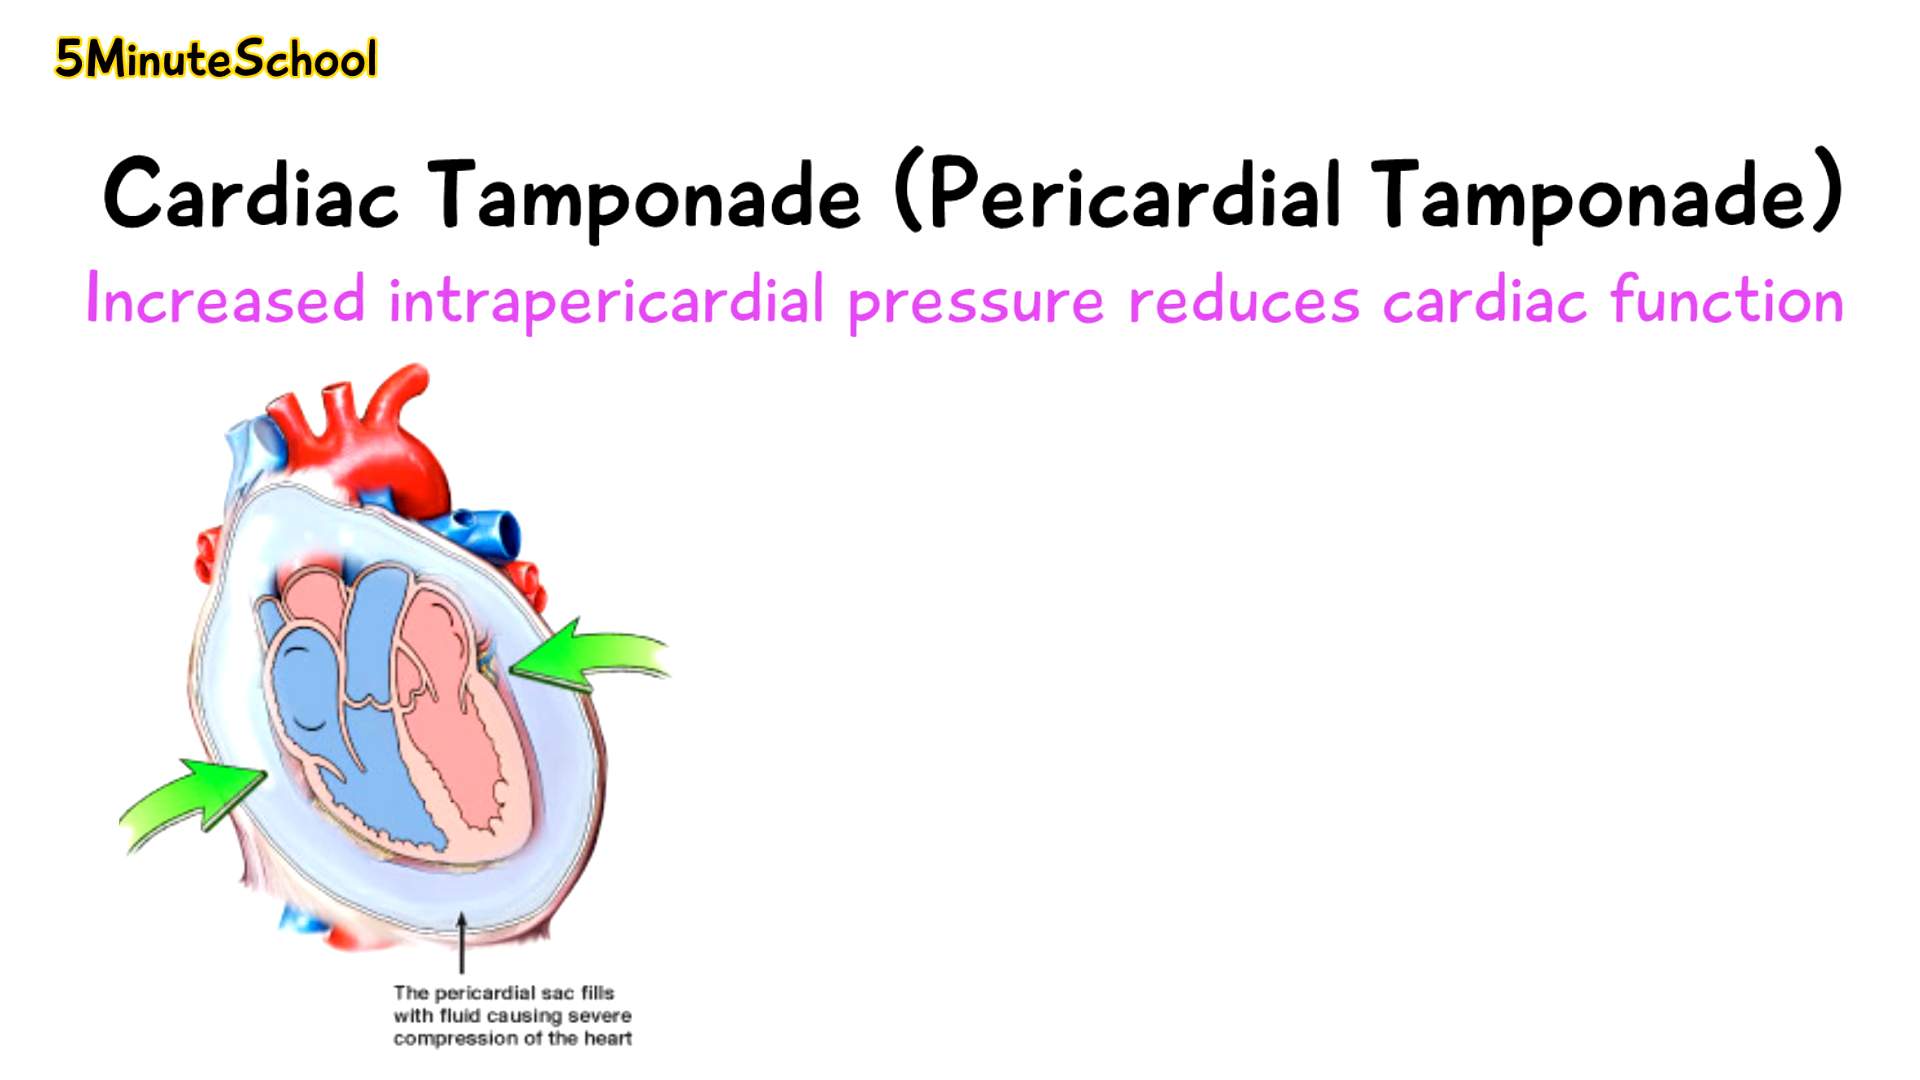 5MinuteSchool
Cardiac Tamponade (Pericardial Tamponade)
Increased intrapericardial pressure reduces cardiac function
The pericardial sac fills
with fluid causing severe
compression of the heart